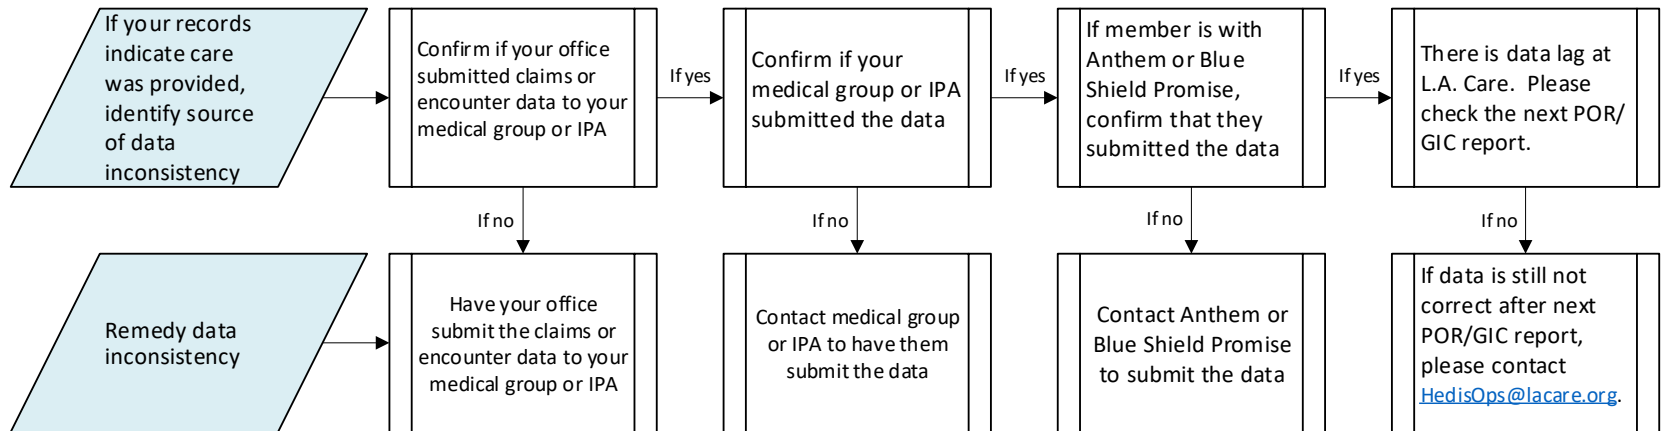 If your records
indicate care
was provided,
identify source
of data
inconsistency
Confirm if your office
submitted claims or
encounter data to your
medical group or IPA
If yes
Confirm if your
medical group or IPA
submitted the data
If yes
If member is with
Anthem or Blue
Shield Promise,
confirm that they
submitted the data
If yes
There is data lag at
L.A. Care.  Please
check the next POR/
GIC report.
If no
If no
If no
If no
Remedy data
inconsistency
Have your office
submit the claims or
encounter data to your
medical group or IPA
Contact medical group
or IPA to have them
submit the data
Contact Anthem or
Blue Shield Promise
to submit the data
If data is still not
correct after next
POR/GIC report,
please contact
HedisOps@lacare.org.